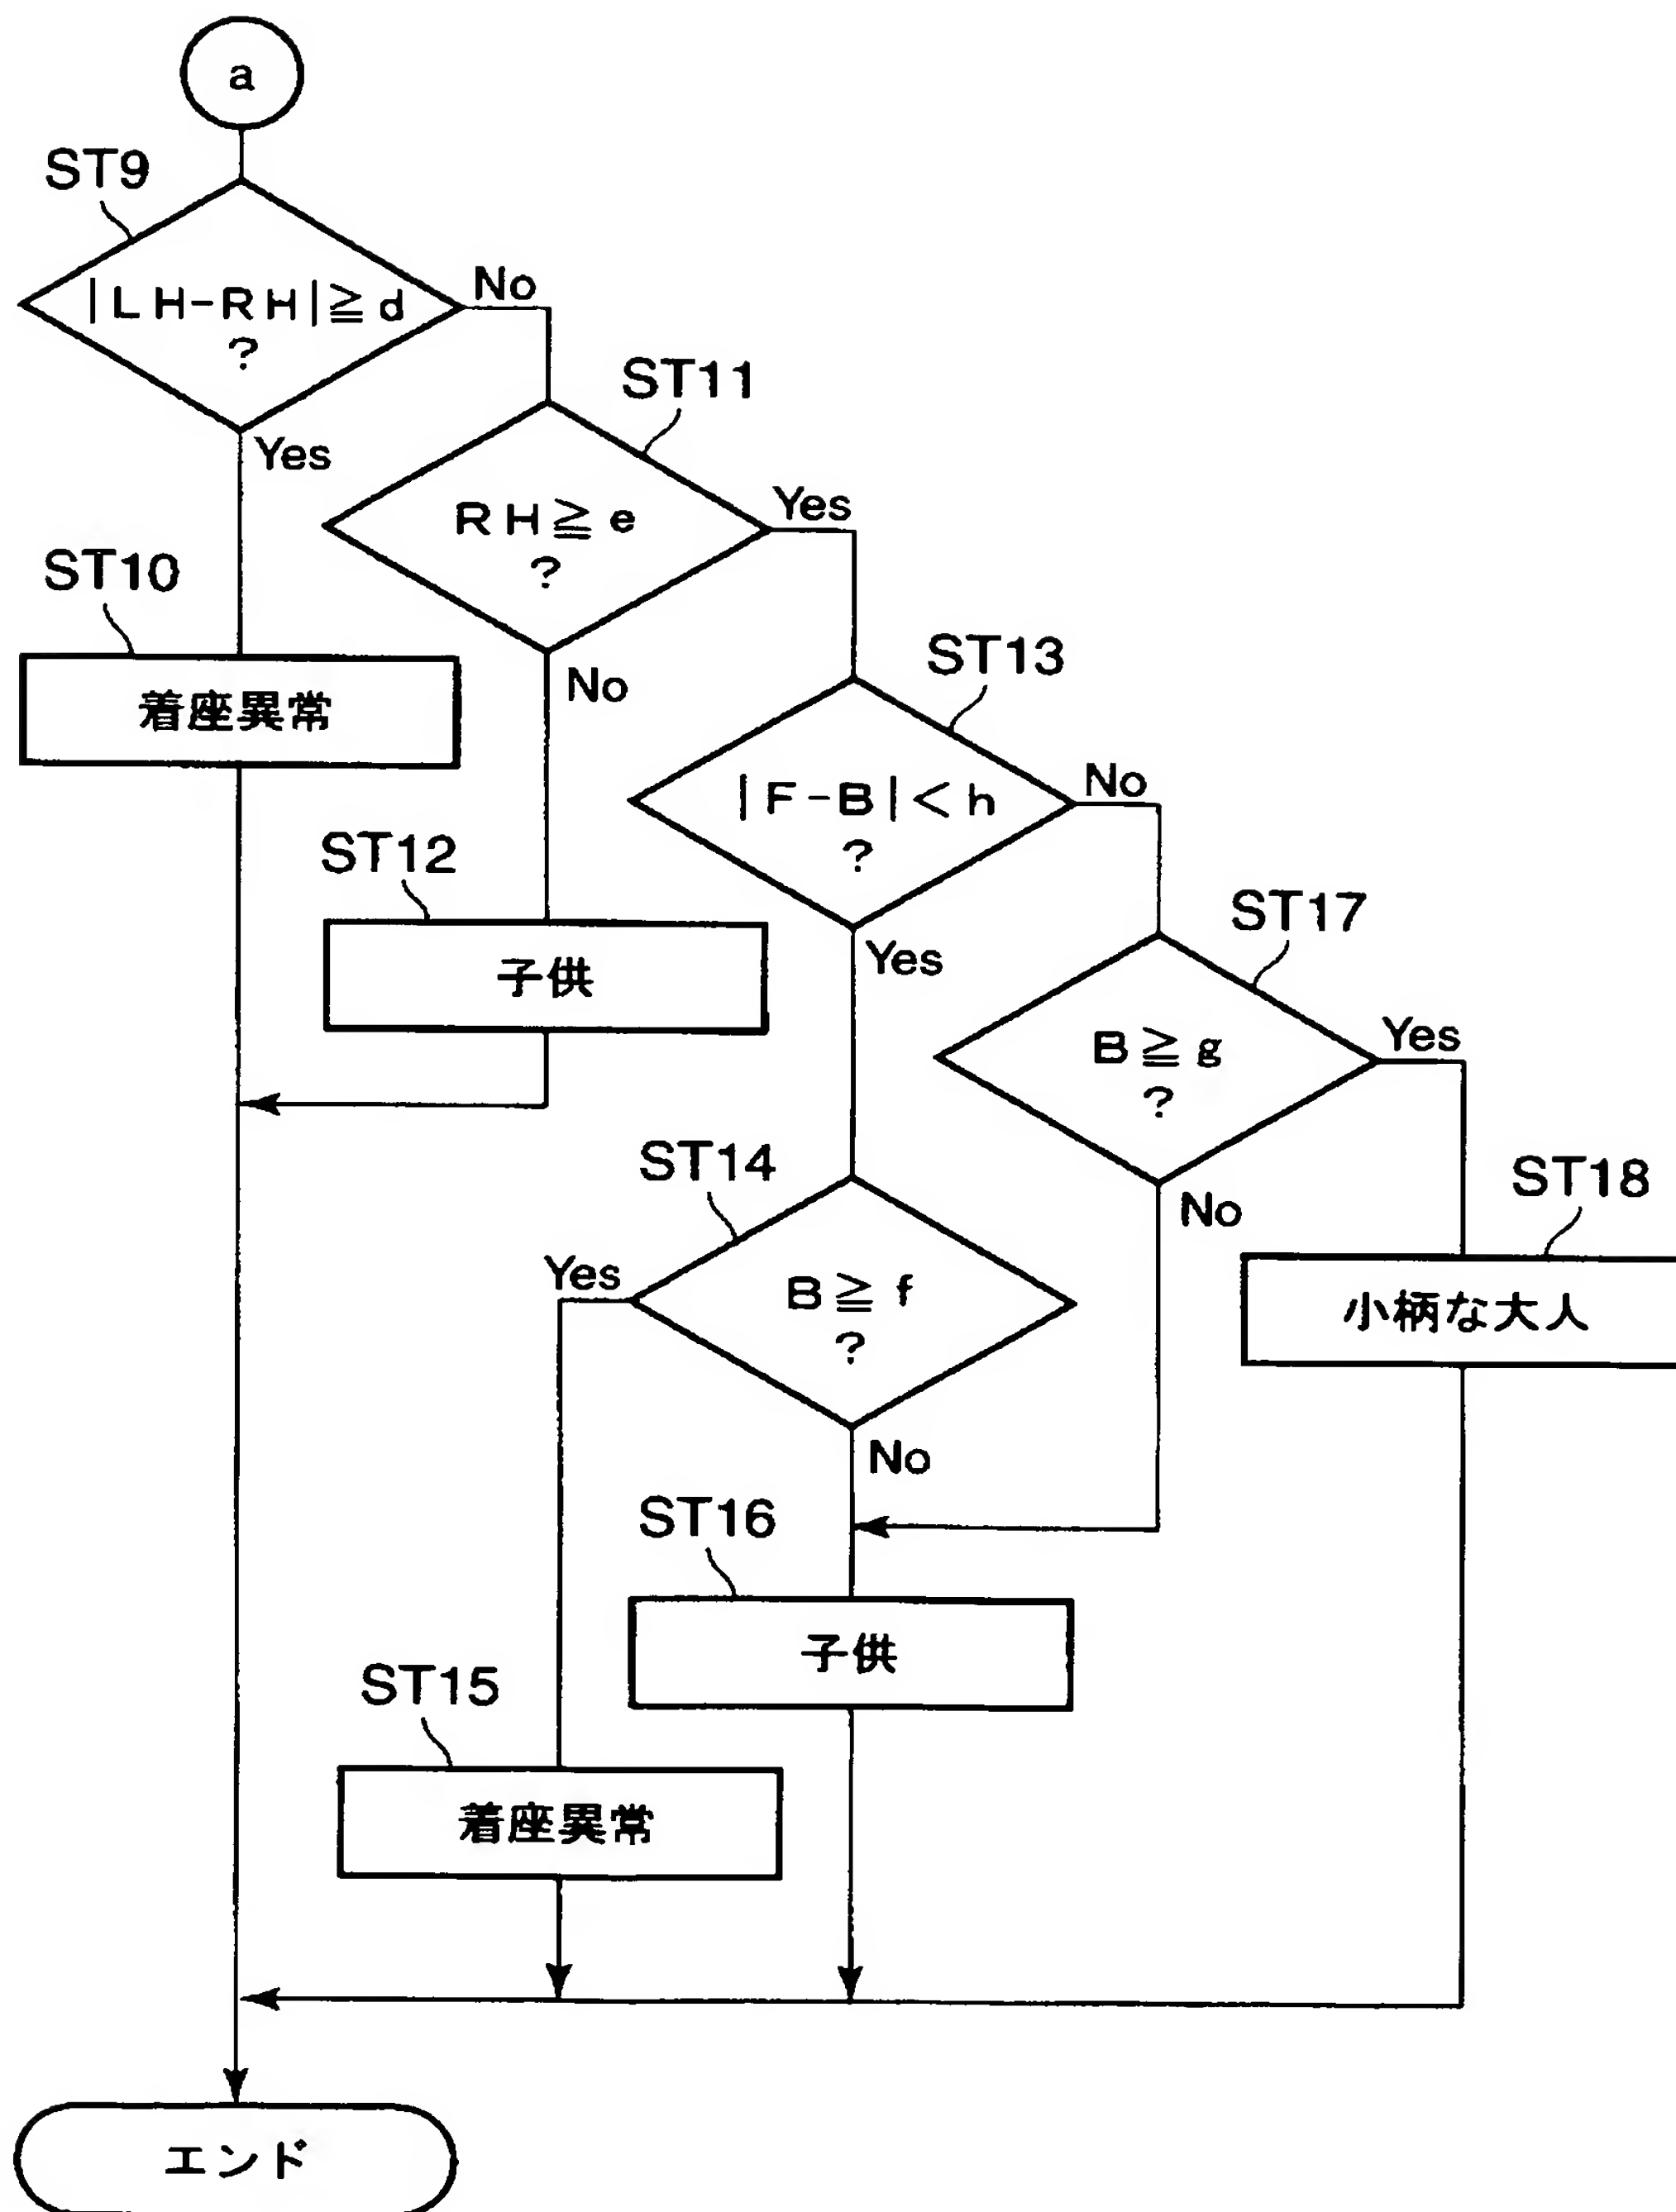 a
ST9
|LH-RH|≧d
?
No
Yes
ST11
RH≧e
?
Yes
No
ST10
着座異常
ST13
|F-B|<h
?
No
Yes
ST12
子供
ST17
B≧g
?
Yes
No
ST14
B≧f
?
Yes
No
ST18
小柄な大人
ST16
子供
ST15
着座異常
エンド